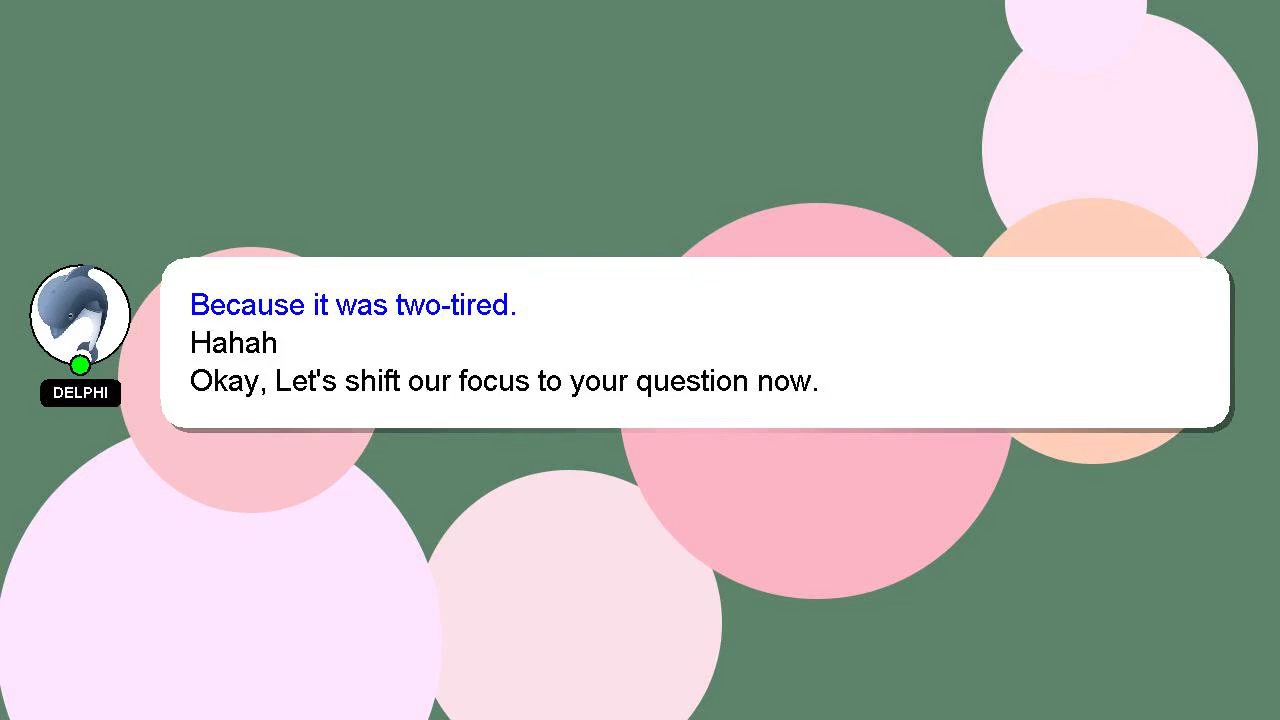 Because it was two-tired.
Hahah
Okay, Let's shift our focus to your question now.
DELPHI